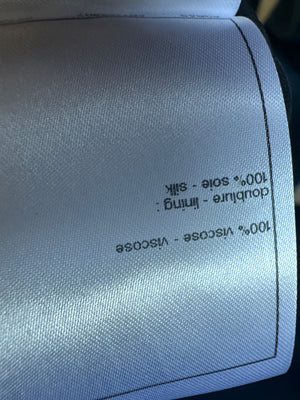 100% viscose - viscose
doublure - lining :
100% soie - silk